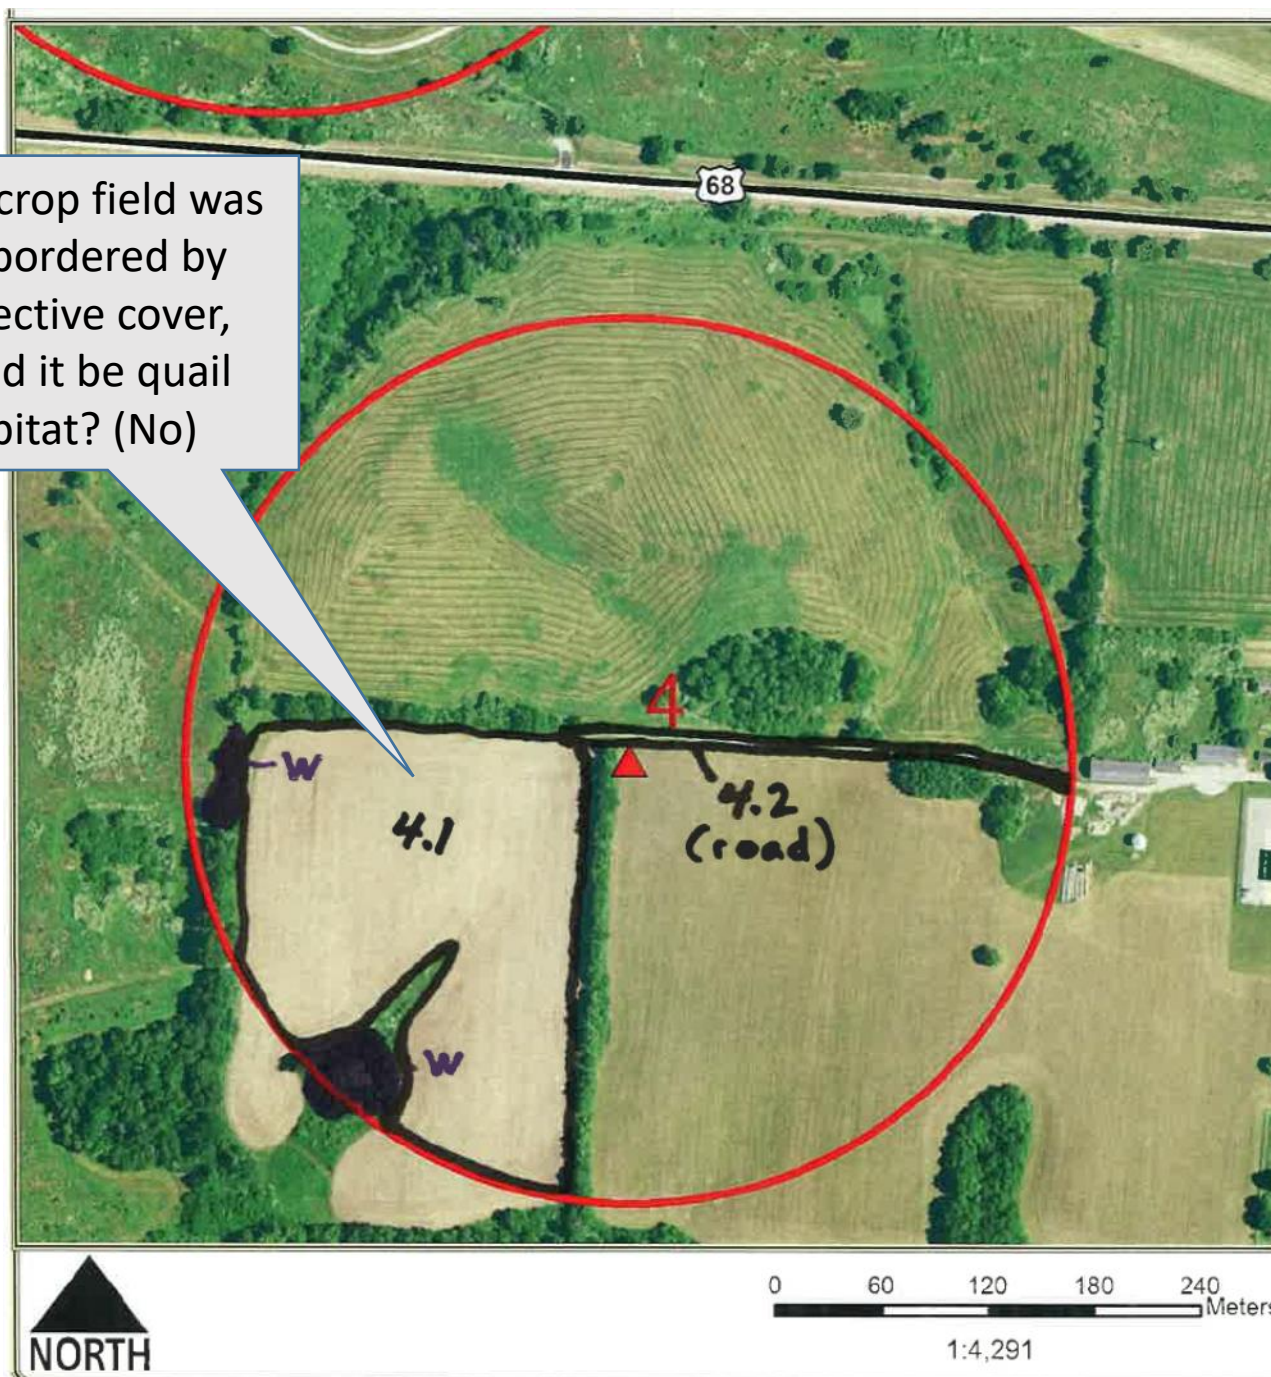 68
crop field was
bordered by
ective cover,
d it be quail
bitat? (No)
4
W
4.1
4.2
(road)
W
NORTH
0 60 120 180 240
Meters
1:4,291